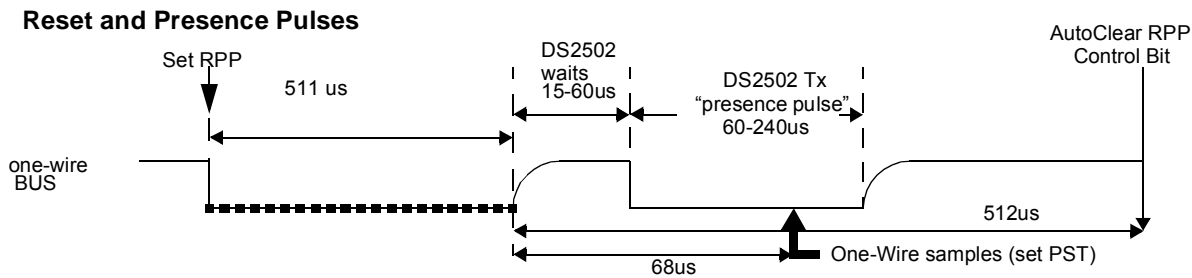 Reset and Presence Pulses
Set RPP
511 us
DS2502
waits
15-60us
DS2502 Tx
“presence pulse”
60-240us
AutoClear RPP
Control Bit
one-wire
BUS
512us
68us
One-Wire samples (set PST)